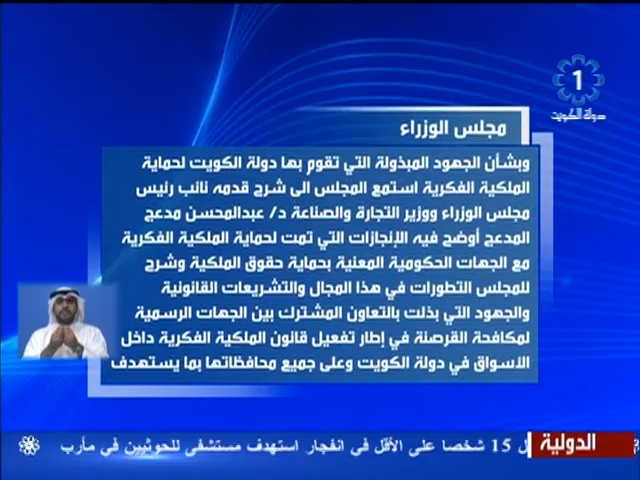 1
دولة الكويت
مجلس الوزراء
وبشأن الجهود المبذولة التي تقوم بها دولة الكويت لحماية
الملكية الفكرية استمع المجلس الى شرح قدمه نائب رئيس
مجلس الوزراء ووزير التجارة والصناعة د/ عبدالمحسن مدعج
المدعج أوضح فيه الإنجازات التي تمت لحماية الملكية الفكرية
مع الجهات الحكومية المعنية بحماية حقوق الملكية وشرح
للمجلس التطورات في هذا المجال والتشريعات القانونية
والجهود التي بذلت بالتعاون المشترك بين الجهات الرسمية
لمكافحة القرصنة في إطار تفعيل قانون الملكية الفكرية داخل
الأسواق في دولة الكويت وعلى جميع محافظاتها بما يستهدف
الدولية
ل 15 شخصا على الأقل في انفجار استهدف مستشفى للحوثيين في مأرب